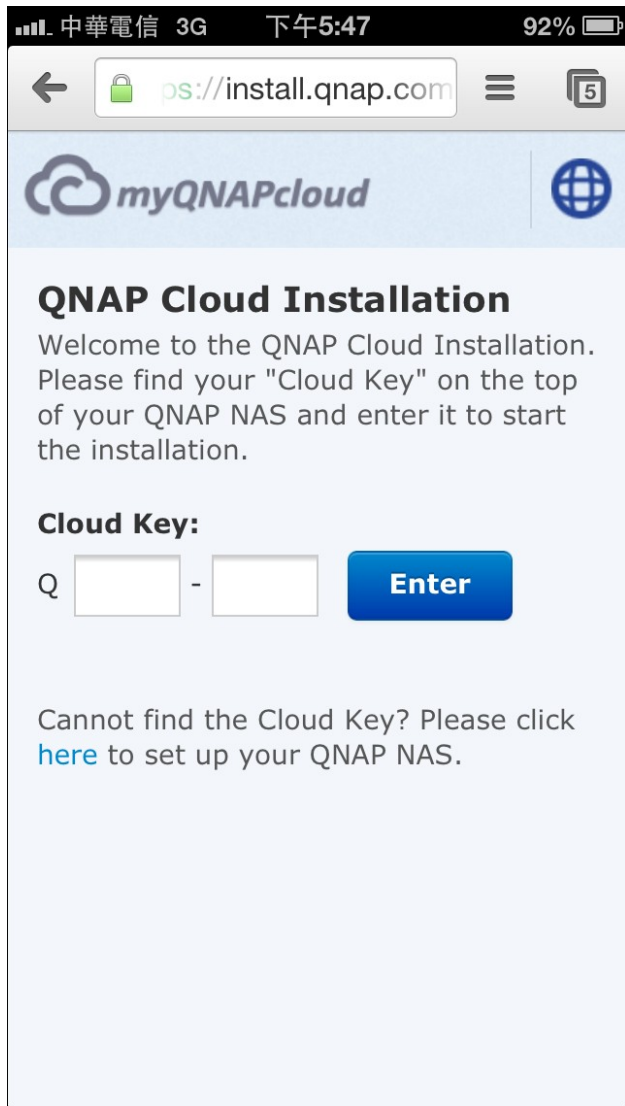 中華電信 3G 下午5:47 92%
ps://install.qnap.com
5
myQNAPcloud
QNAP Cloud Installation
Welcome to the QNAP Cloud Installation.
Please find your "Cloud Key" on the top
of your QNAP NAS and enter it to start
the installation.
Cloud Key:
Q - Enter
Cannot find the Cloud Key? Please click
here to set up your QNAP NAS.